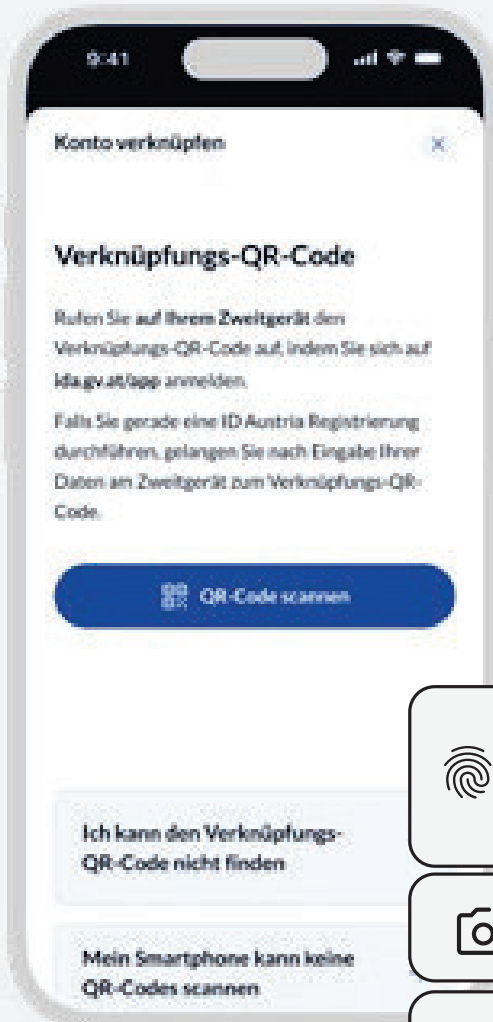 9:41
Konto verknüpfen
Verknüpfungs-QR-Code
Rufen Sie auf Ihrem Zweitgerät den
Verknüpfungs-QR-Code auf, indem Sie sich auf
ida.gv.at/app anmelden.
Falls Sie gerade eine ID Austria Registrierung
durchführen, gelangen Sie nach Eingabe Ihrer
Daten am Zweitgerät zum Verknüpfungs-QR-
Code.
QR-Code scannen
Ich kann den Verknüpfungs-
QR-Code nicht finden
Mein Smartphone kann keine
QR-Codes scannen